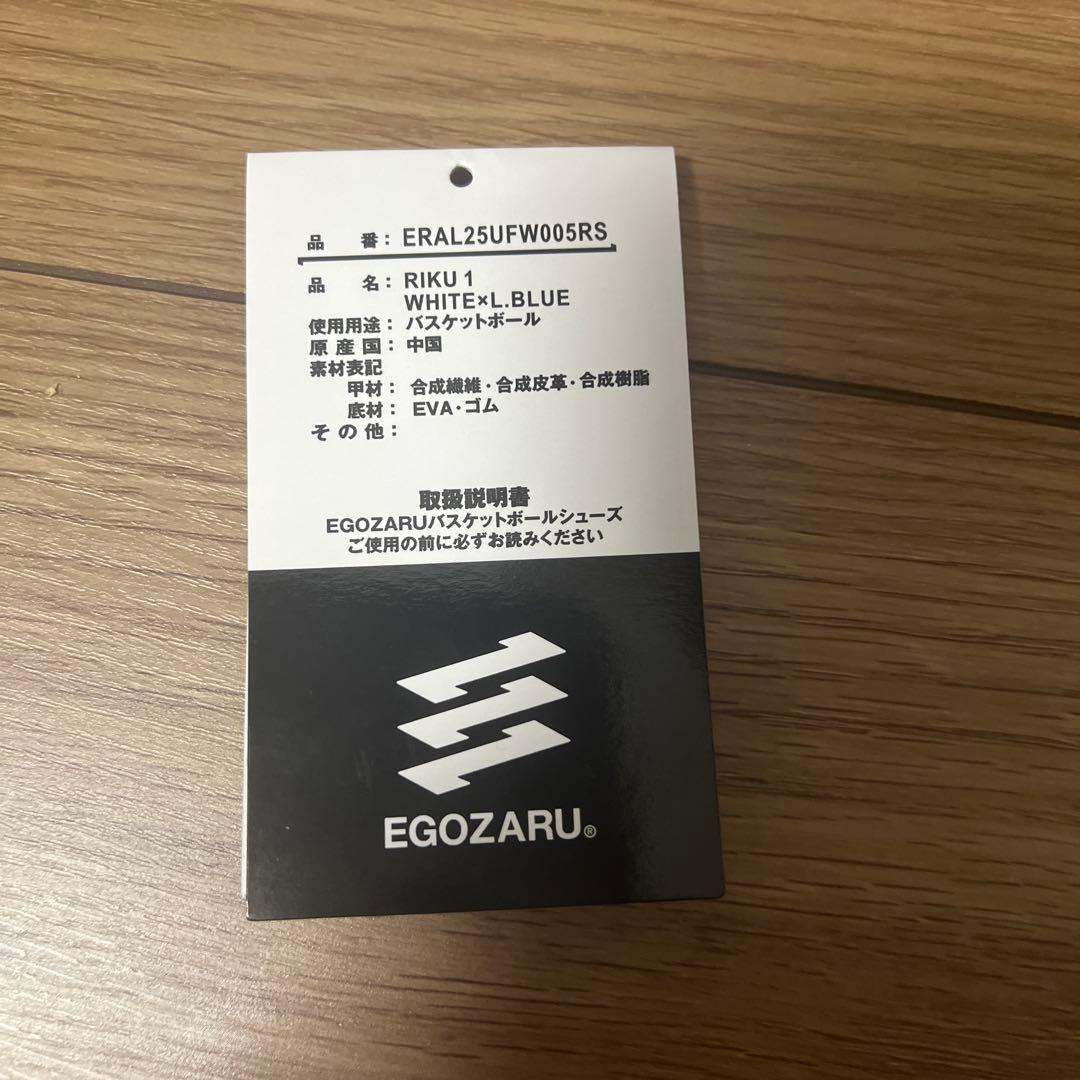 品 番: ERAL25UFW005RS
品 名: RIKU 1
WHITE×L.BLUE
使用用途: バスケットボール
原産国: 中国
素材表記
甲材: 合成繊維・合成皮革・合成樹脂
底材: EVA・ゴム
その他:
取扱説明書
EGOZARUバスケットボールシューズ
ご使用の前に必ずお読みください
EGOZARU®